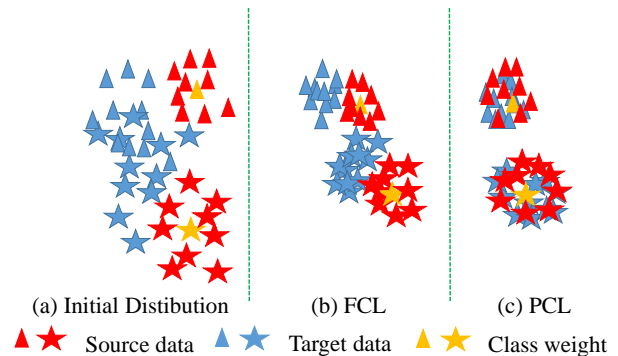 (a) Initial Distibution (b) FCL (c) PCL
Source data Target data Class weight